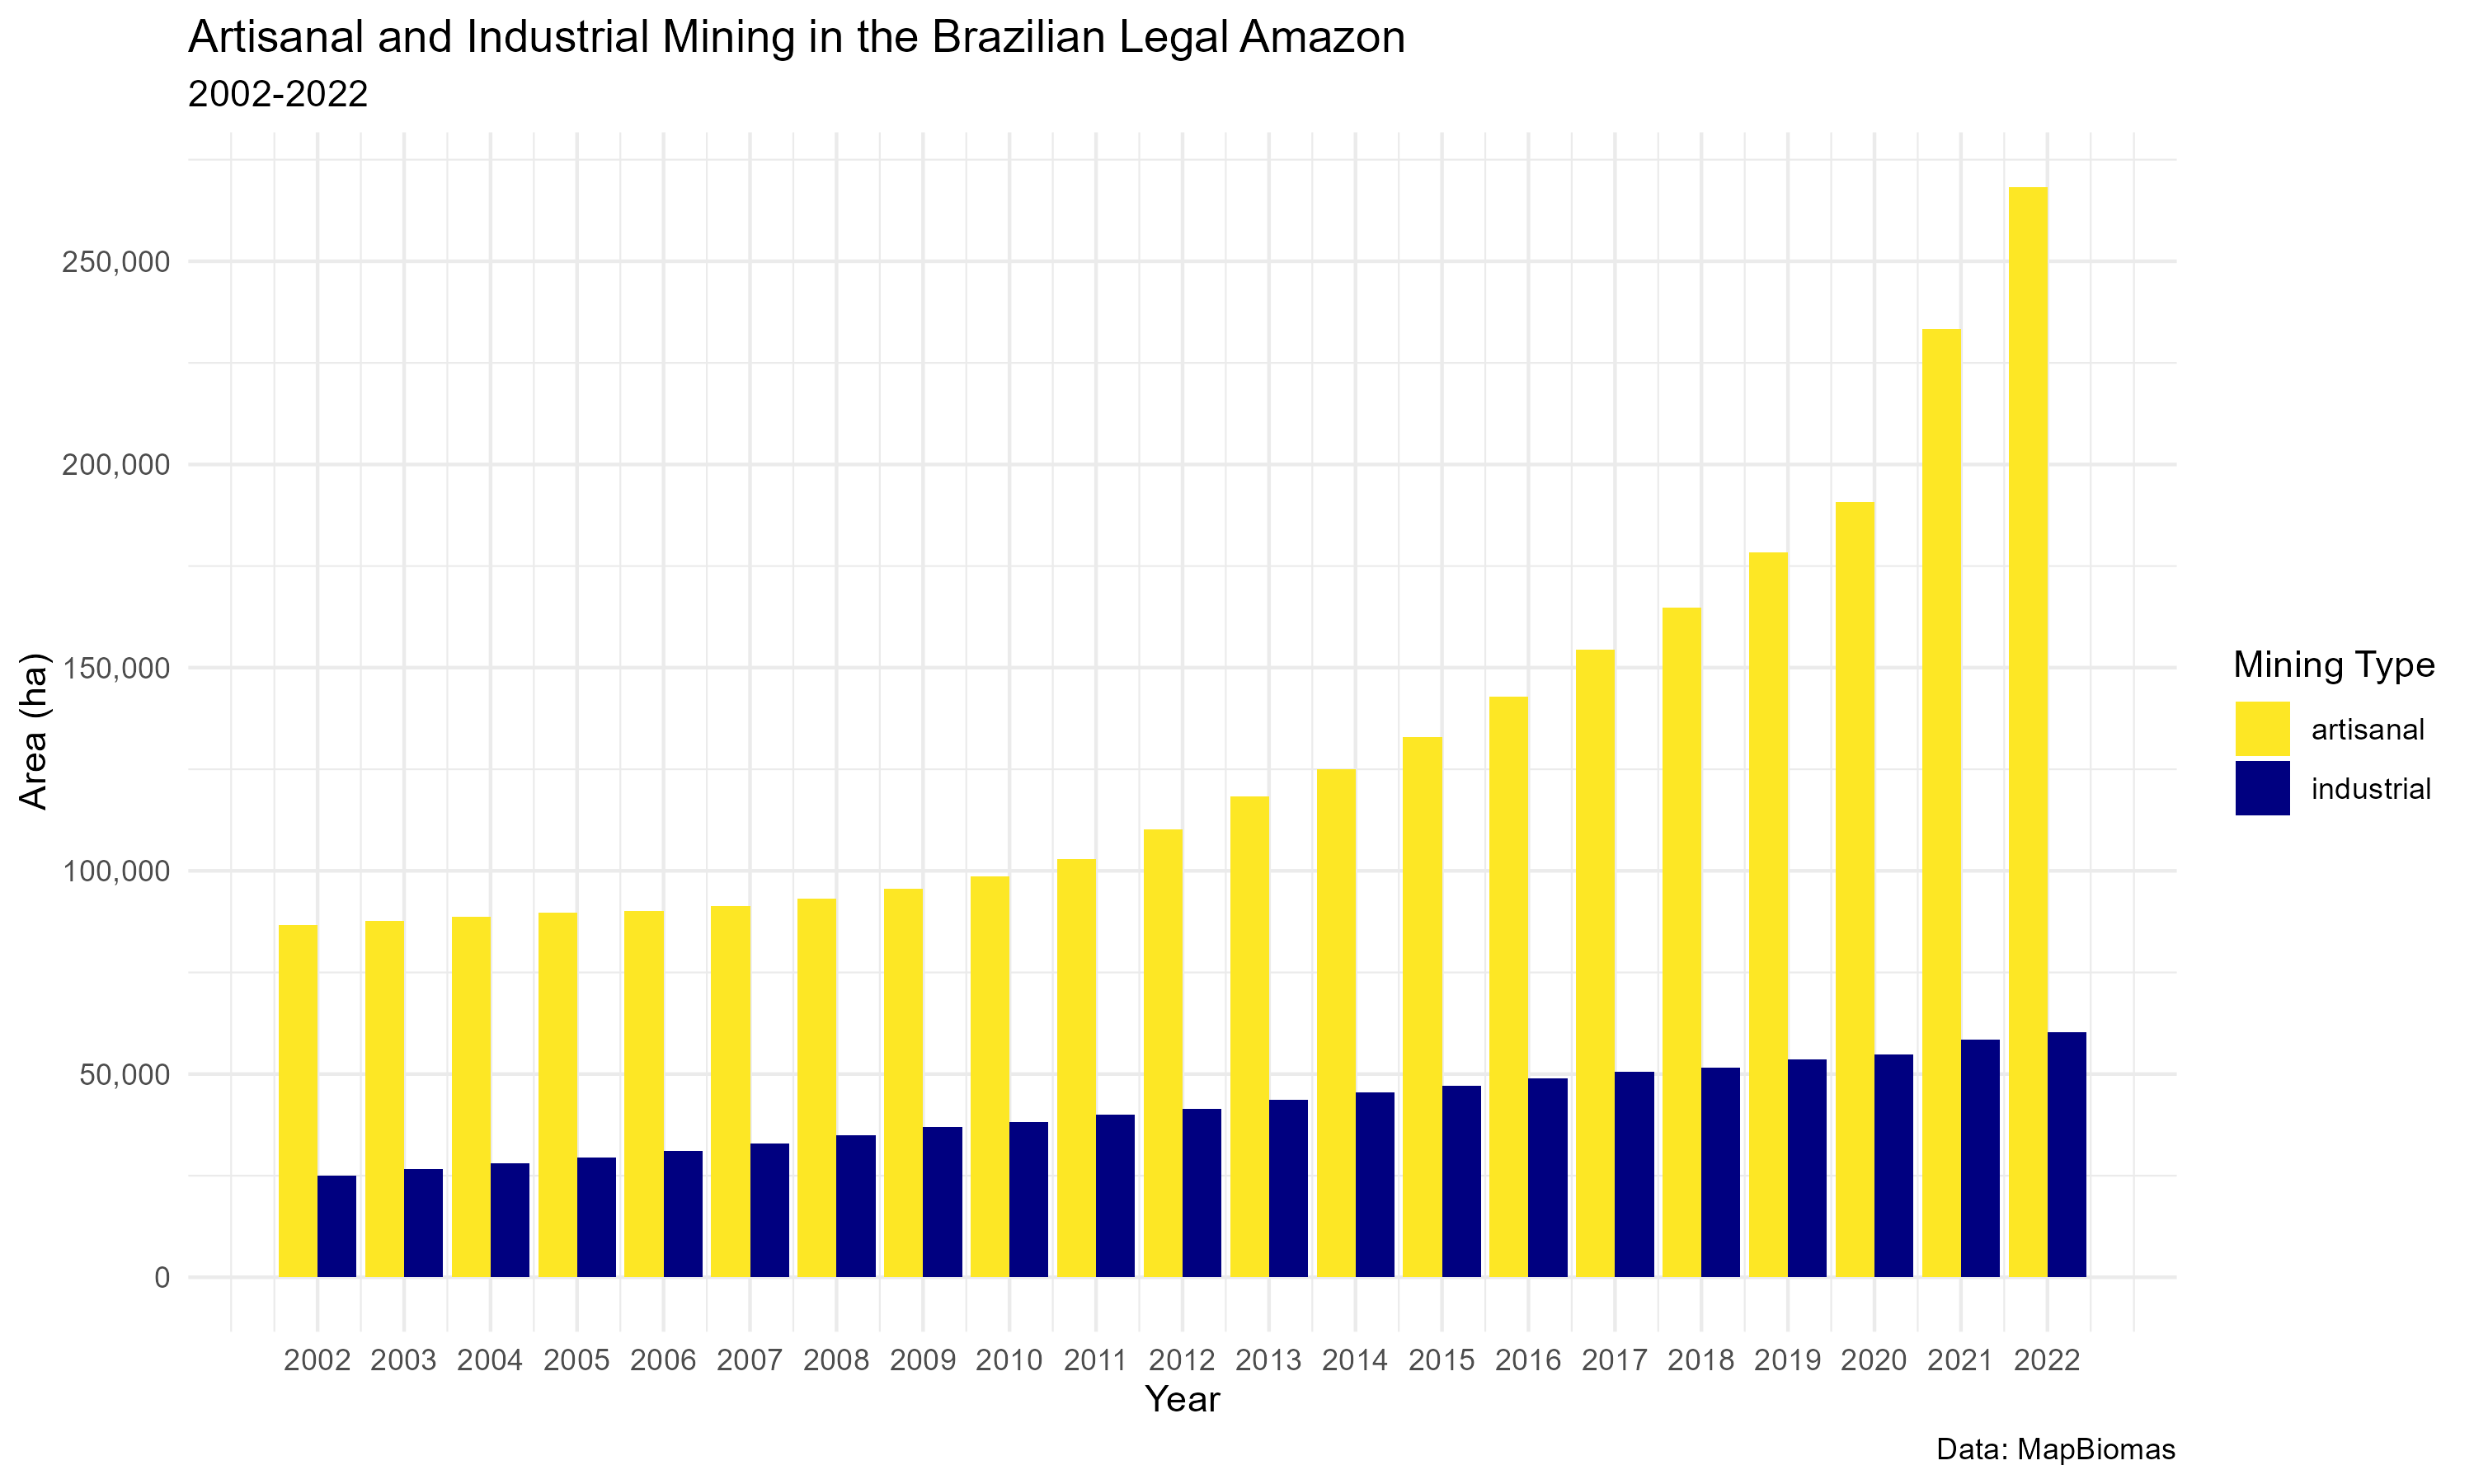 Artisanal and Industrial Mining in the Brazilian Legal Amazon
2002-2022
250,000
200,000
150,000
100,000
50,000
0
Area (ha)
2002 2003 2004 2005 2006 2007 2008 2009 2010 2011 2012 2013 2014 2015 2016 2017 2018 2019 2020 2021 2022
Year
Mining Type
artisanal
industrial
Data: MapBiomas